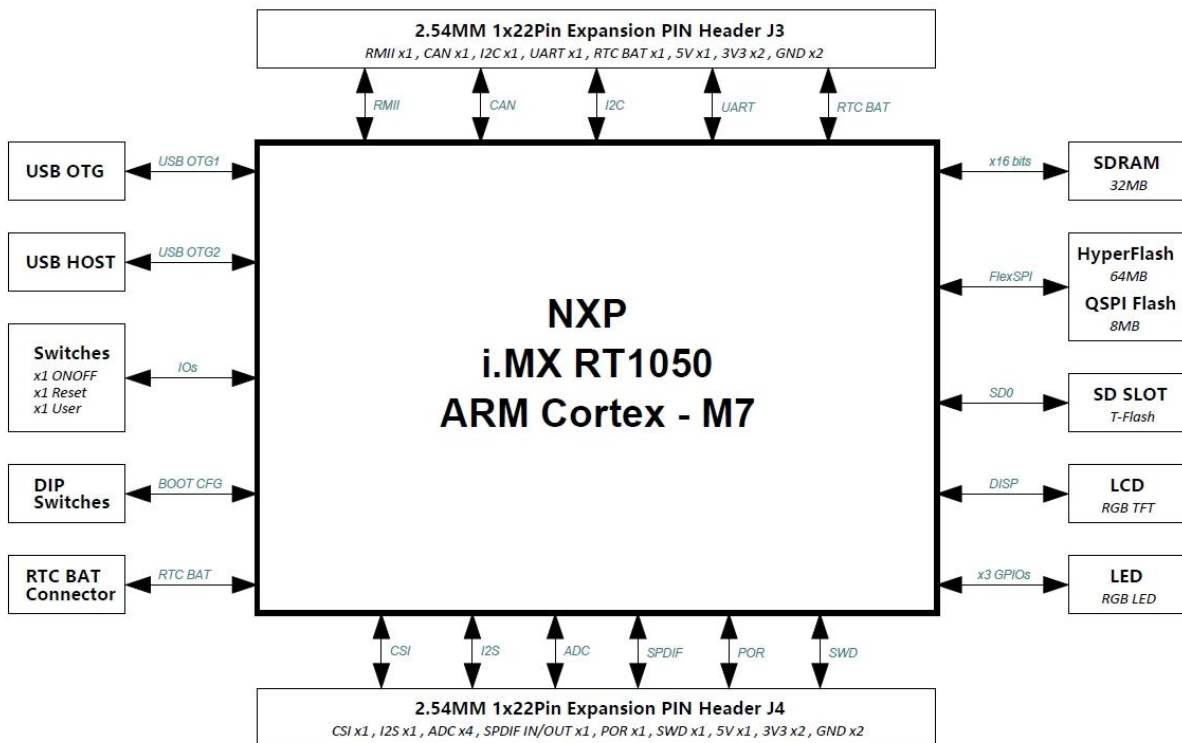 2.54MM 1x22Pin Expansion PIN Header J3
RMII x1 , CAN x1 , I2C x1 , UART x1 , RTC BAT x1 , 5V x1 , 3V3 x2 , GND x2
RMII
CAN
I2C
UART
RTC BAT
USB OTG
USB OTG1
USB HOST
USB OTG2
Switches
x1 ONOFF
x1 Reset
x1 User
IOs
DIP
Switches
BOOT CFG
RTC BAT
Connector
RTC BAT
NXP
i.MX RT1050
ARM Cortex - M7
x16 bits
SDRAM
32MB
FlexSPI
HyperFlash
64MB
QSPI Flash
8MB
SD0
SD SLOT
T-Flash
DISP
LCD
RGB TFT
x3 GPIOs
LED
RGB LED
CSI
I2S
ADC
SPDIF
POR
SWD
2.54MM 1x22Pin Expansion PIN Header J4
CSI x1 , I2S x1 , ADC x4 , SPDIF IN/OUT x1 , POR x1 , SWD x1 , 5V x1 , 3V3 x2 , GND x2